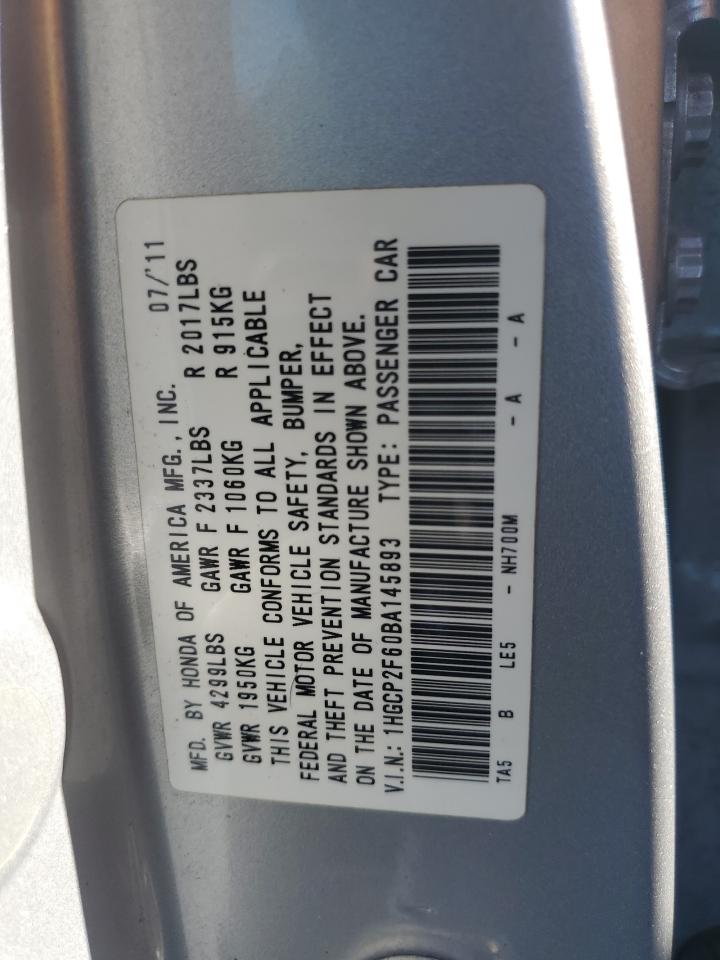 MFD. BY HONDA OF AMERICA MFG., INC. 07/'11
GVWR 4299LBS GAWR F 2337LBS R 2017LBS
GVWR 1950KG GAWR F 1060KG R 915KG
THIS VEHICLE CONFORMS TO ALL APPLICABLE
FEDERAL MOTOR VEHICLE SAFETY, BUMPER,
AND THEFT PREVENTION STANDARDS IN EFFECT
ON THE DATE OF MANUFACTURE SHOWN ABOVE.
V.I.N.: 1HGCP2F60BA145893 TYPE: PASSENGER CAR
TA5 B LE5 - NH700M - A - A